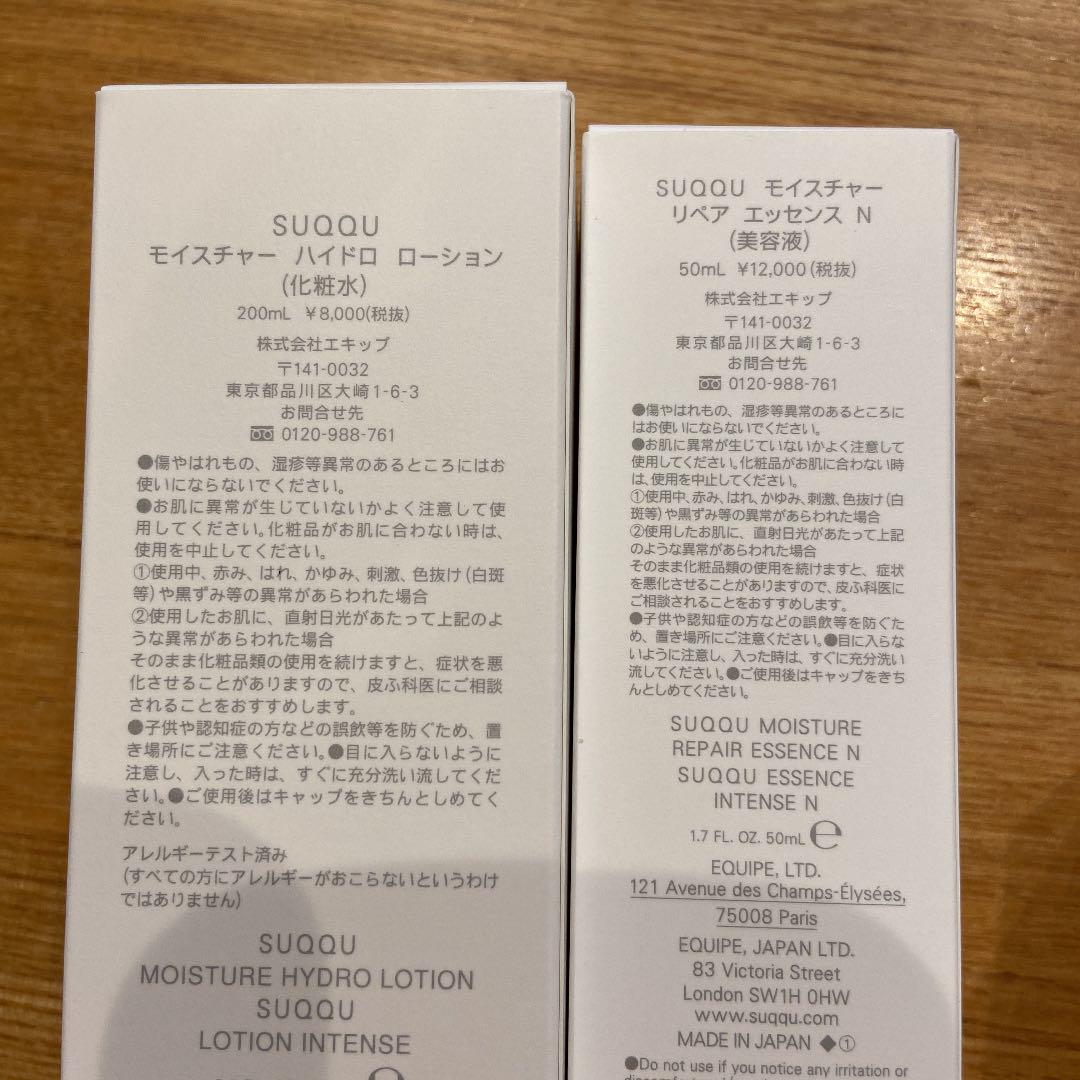 SUQQU
モイスチャー ハイドロ ローション
(化粧水)
200mL ¥8,000(税抜)
株式会社エキップ
〒141-0032
東京都品川区大崎1-6-3
お問合せ先
0120-988-761
●傷やはれもの、湿疹等異常のあるところにはお
使いにならないでください。
●お肌に異常が生じていないかよく注意して使
用してください。化粧品がお肌に合わない時は、
使用を中止してください。
①使用中、赤み、はれ、かゆみ、刺激、色抜け(白斑
等)や黒ずみ等の異常があらわれた場合
②使用したお肌に、直射日光があたって上記のよ
うな異常があらわれた場合
そのまま化粧品類の使用を続けますと、症状を悪
化させることがありますので、皮ふ科医にご相談
されることをおすすめします。
●子供や認知症の方などの誤飲等を防ぐため、置
き場所にご注意ください。●目に入らないように
注意し、入った時は、すぐに充分洗い流してくだ
さい。●ご使用後はキャップをきちんとしめてく
ださい。
アレルギーテスト済み
(すべての方にアレルギーがおこらないというわけ
ではありません)
SUQQU
MOISTURE HYDRO LOTION
SUQQU
LOTION INTENSE
SUQQU モイスチャー
リペア エッセンス N
(美容液)
50mL ¥12,000(税抜)
株式会社エキップ
〒141-0032
東京都品川区大崎1-6-3
お問合せ先
0120-988-761
●傷やはれもの、湿疹等異常のあるところに
はお使いにならないでください。
●お肌に異常が生じていないかよく注意して
使用してください。化粧品がお肌に合わない時
は、使用を中止してください。
①使用中、赤み、はれ、かゆみ、刺激、色抜け(白
斑等)や黒ずみ等の異常があらわれた場合
②使用したお肌に、直射日光があたって上記
のような異常があらわれた場合
そのまま化粧品類の使用を続けますと、症状
を悪化させることがありますので、皮ふ科医に
ご相談されることをおすすめします。
●子供や認知症の方などの誤飲等を防ぐた
め、置き場所にご注意ください。●目に入らな
いように注意し、入った時は、すぐに充分洗い
流してください。●ご使用後はキャップをきち
んとしめてください。
SUQQU MOISTURE
REPAIR ESSENCE N
SUQQU ESSENCE
INTENSE N
1.7 FL. OZ. 50mL ℮
EQUIPE, LTD.
121 Avenue des Champs-Élysées,
75008 Paris
EQUIPE, JAPAN LTD.
83 Victoria Street
London SW1H 0HW
www.suqqu.com
MADE IN JAPAN ◆①
●Do not use if you notice any irritation or